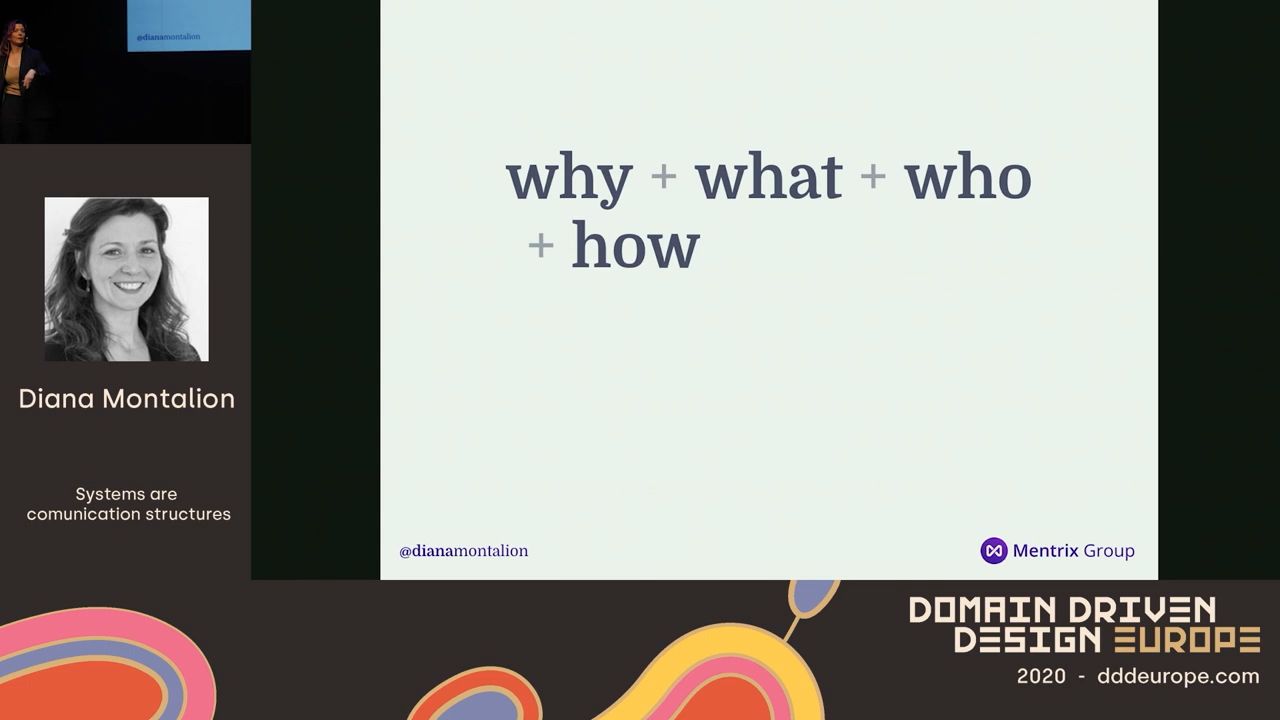 @dianamontalion
why + what + who
+ how
Diana Montalion
Systems are
comunication structures
@dianamontalion
Mentrix Group
DOMAIN DRIVEN
DESIGN EUROPE
2020 - dddeurope.com